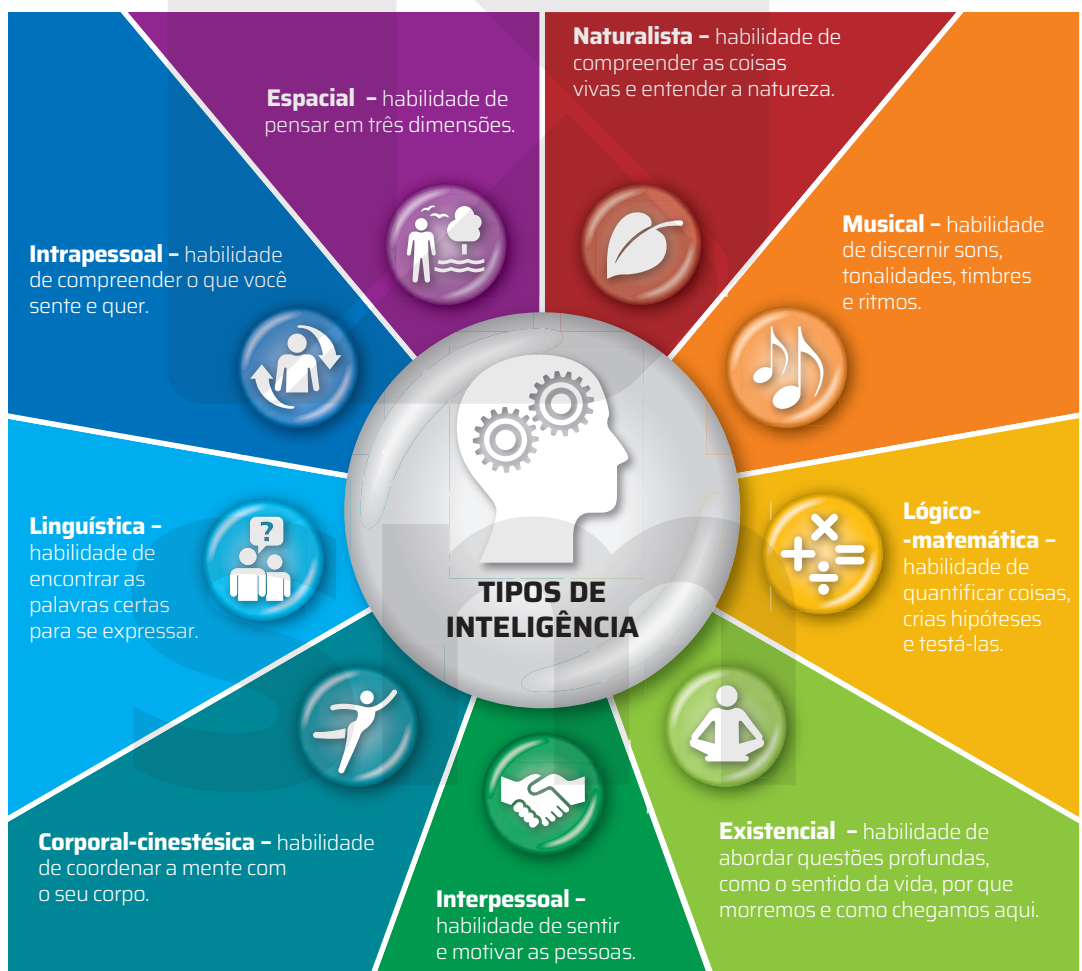 Naturalista – habilidade de
compreender as coisas
vivas e entender a natureza.
Espacial – habilidade de
pensar em três dimensões.
Musical – habilidade
de discernir sons,
tonalidades, timbres
e ritmos.
Intrapessoal – habilidade
de compreender o que você
sente e quer.
Lógico-
-matemática –
habilidade de
quantificar coisas,
crias hipóteses
e testá-las.
Linguística –
habilidade de
encontrar as
palavras certas
para se expressar.
?
TIPOS DE
INTELIGÊNCIA
Existencial – habilidade de
abordar questões profundas,
como o sentido da vida, por que
morremos e como chegamos aqui.
Corporal-cinestésica – habilidade
de coordenar a mente com
o seu corpo.
Interpessoal –
habilidade de sentir
e motivar as pessoas.
sm